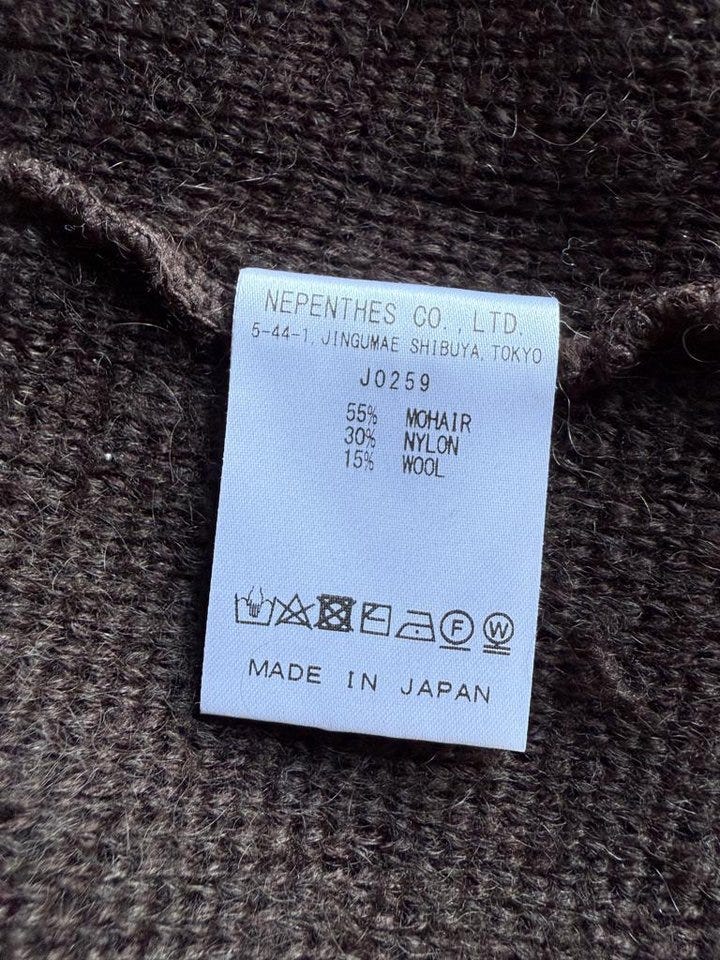 NEPENTHES CO., LTD.
5-44-1, JINGUMAE SHIBUYA, TOKYO
J0259
55% MOHAIR
30% NYLON
15% WOOL
F W
MADE IN JAPAN